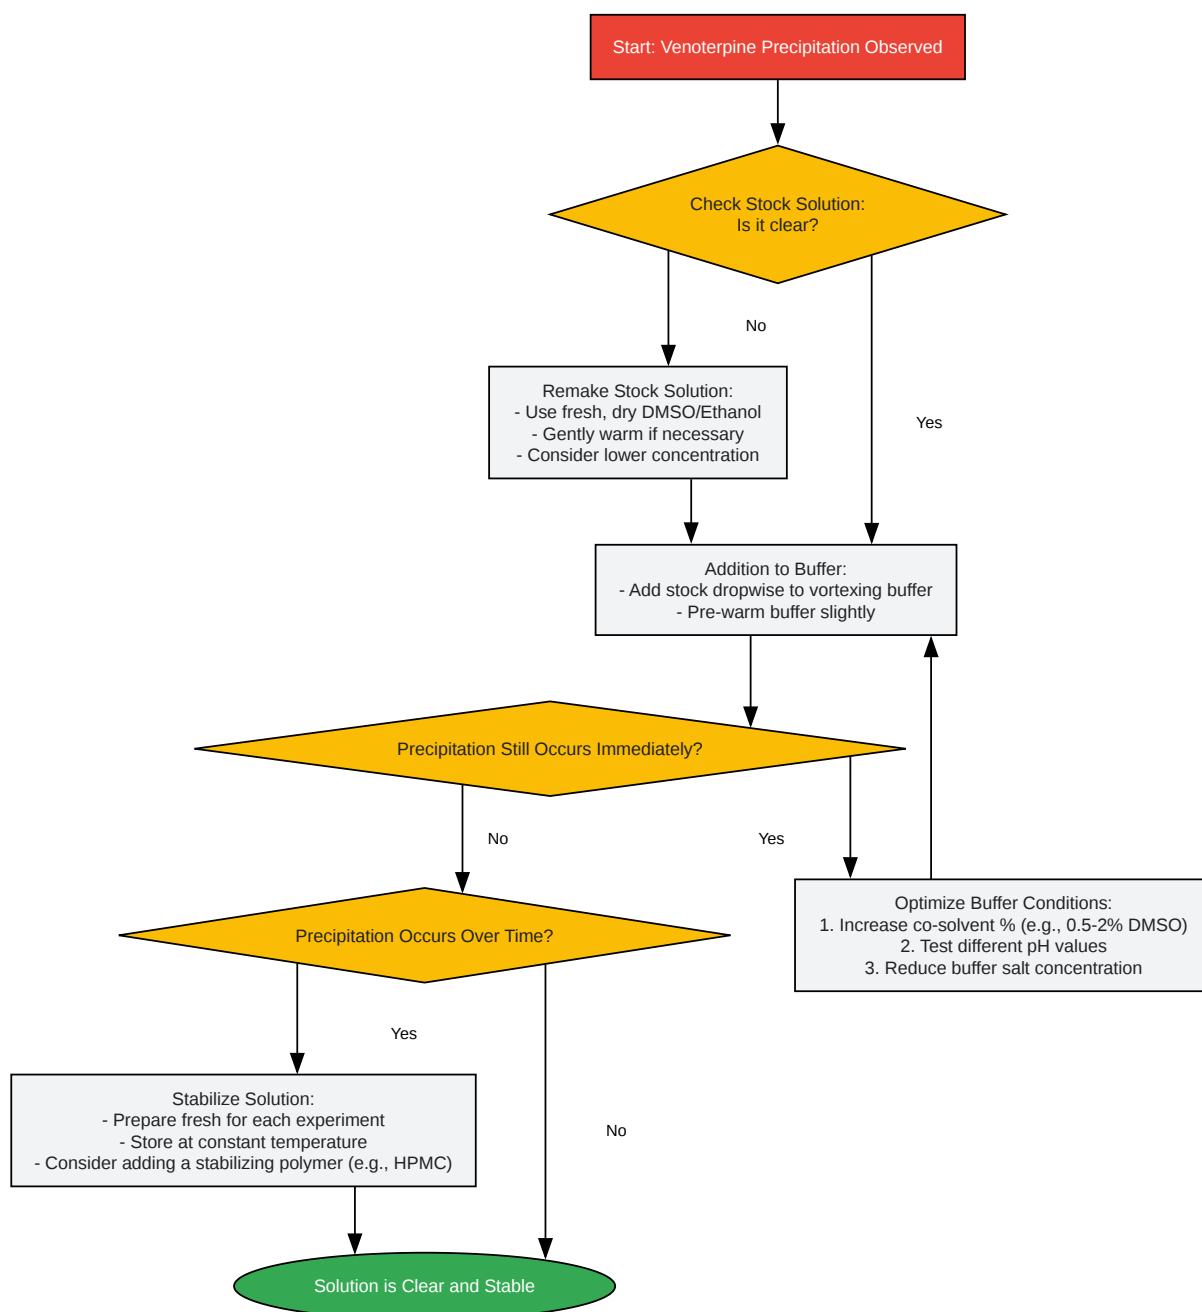 Start: Venoterpine Precipitation Observed
Check Stock Solution:
Is it clear?
No
Remake Stock Solution:
- Use fresh, dry DMSO/Ethanol
- Gently warm if necessary
- Consider lower concentration
Yes
Addition to Buffer:
- Add stock dropwise to vortexing buffer
- Pre-warm buffer slightly
Precipitation Still Occurs Immediately?
No
Yes
Optimize Buffer Conditions:
1. Increase co-solvent % (e.g., 0.5-2% DMSO)
2. Test different pH values
3. Reduce buffer salt concentration
Precipitation Occurs Over Time?
Yes
Stabilize Solution:
- Prepare fresh for each experiment
- Store at constant temperature
- Consider adding a stabilizing polymer (e.g., HPMC)
No
Solution is Clear and Stable